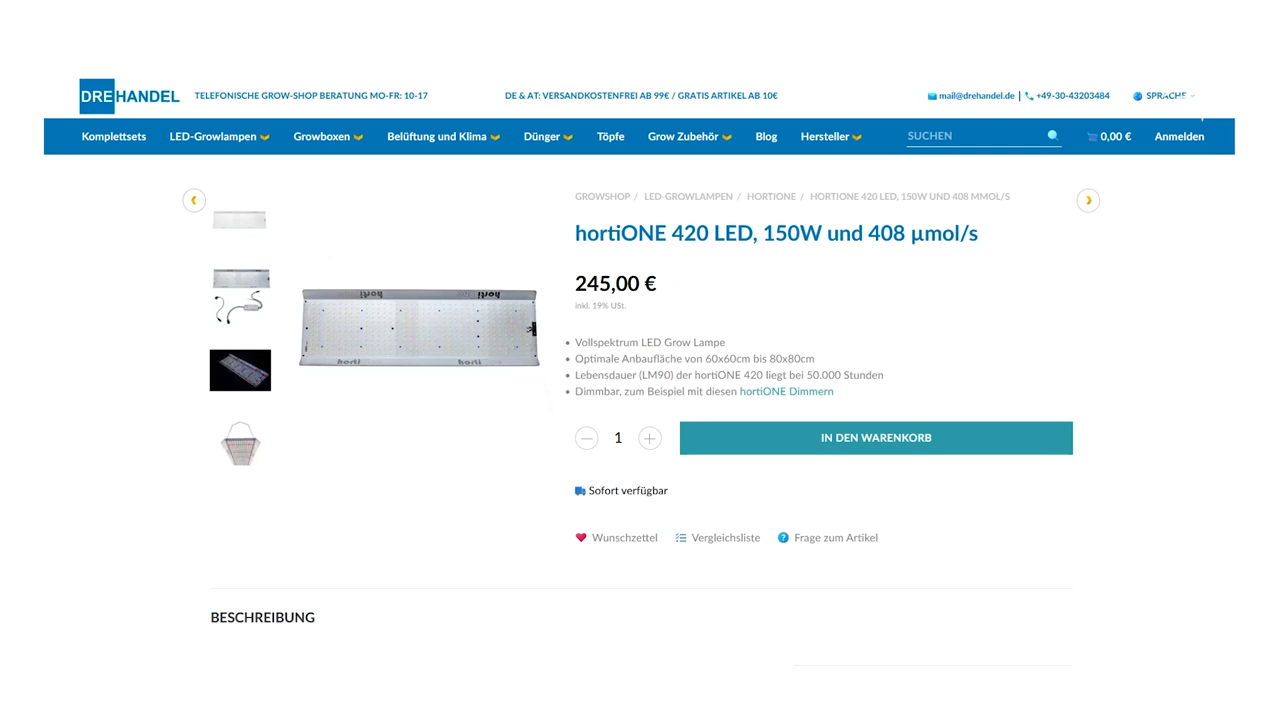 DREHANDEL TELEFONISCHE GROW-SHOP BERATUNG MO-FR: 10-17 DE & AT: VERSANDKOSTENFREI AB 99€ / GRATIS ARTIKEL AB 10€ mail@drehandel.de | +49-30-43203484 SPRACHE
Komplettsets LED-Growlampen Growboxen Belüftung und Klima Dünger Töpfe Grow Zubehör Blog Hersteller SUCHEN 0,00 € Anmelden
GROWSHOP / LED-GROWLAMPEN / HORTIONE / HORTIONE 420 LED, 150W UND 408 MMOL/S
hortiONE 420 LED, 150W und 408 µmol/s
245,00 €
inkl. 19% USt.
horti horti
horti horti
• Vollspektrum LED Grow Lampe
• Optimale Anbaufläche von 60x60cm bis 80x80cm
• Lebensdauer (LM90) der hortiONE 420 liegt bei 50.000 Stunden
• Dimmbar, zum Beispiel mit diesen hortiONE Dimmern
1 IN DEN WARENKORB
Sofort verfügbar
Wunschzettel Vergleichsliste Frage zum Artikel
BESCHREIBUNG